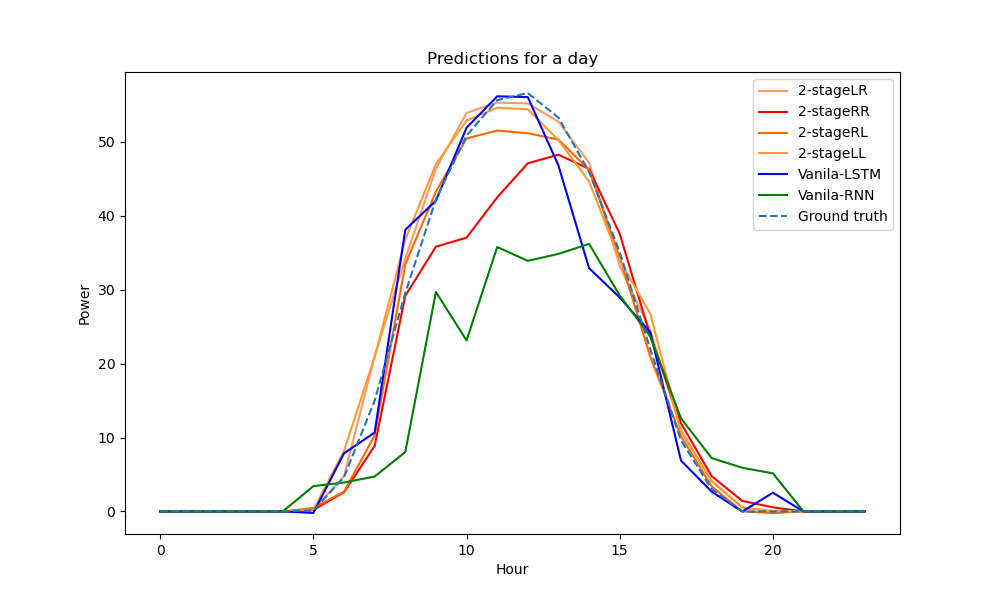 Predictions for a day
2-stageLR
2-stageRR
2-stageRL
2-stageLL
Vanila-LSTM
Vanila-RNN
Ground truth
Power
50
40
30
20
10
0
0 5 10 15 20
Hour